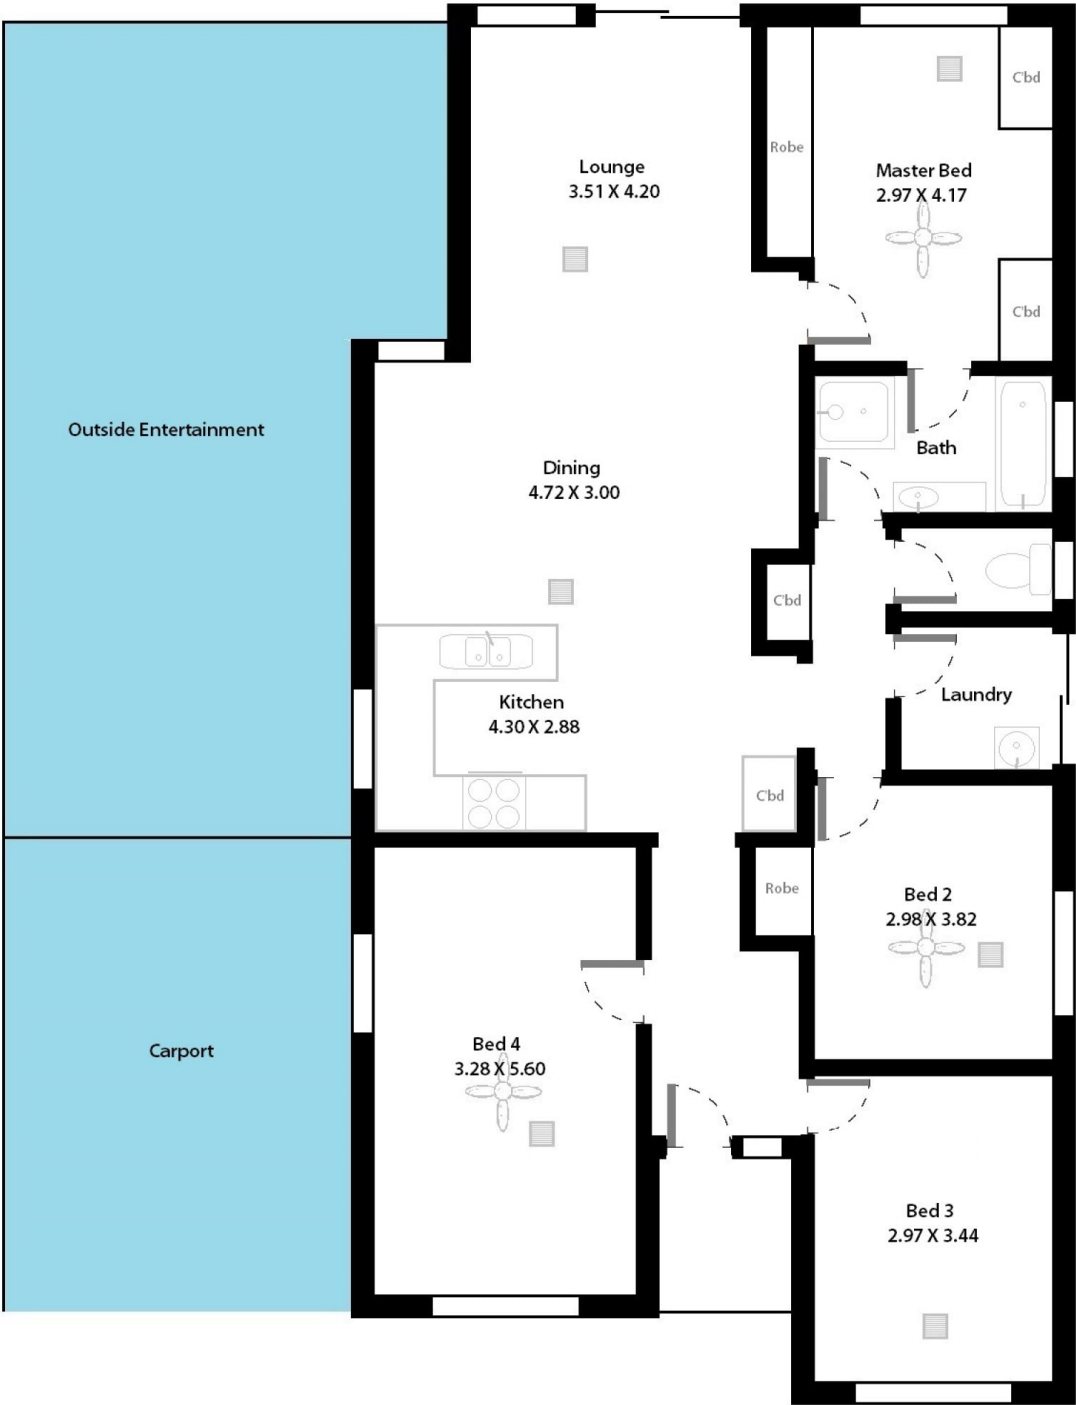 C'bd
Robe
Lounge
3.51 X 4.20
Master Bed
2.97 X 4.17
C'bd
Outside Entertainment
Bath
Dining
4.72 X 3.00
C'bd
Kitchen
4.30 X 2.88
Laundry
C'bd
Robe
Bed 2
2.98 X 3.82
Carport
Bed 4
3.28 X 5.60
Bed 3
2.97 X 3.44